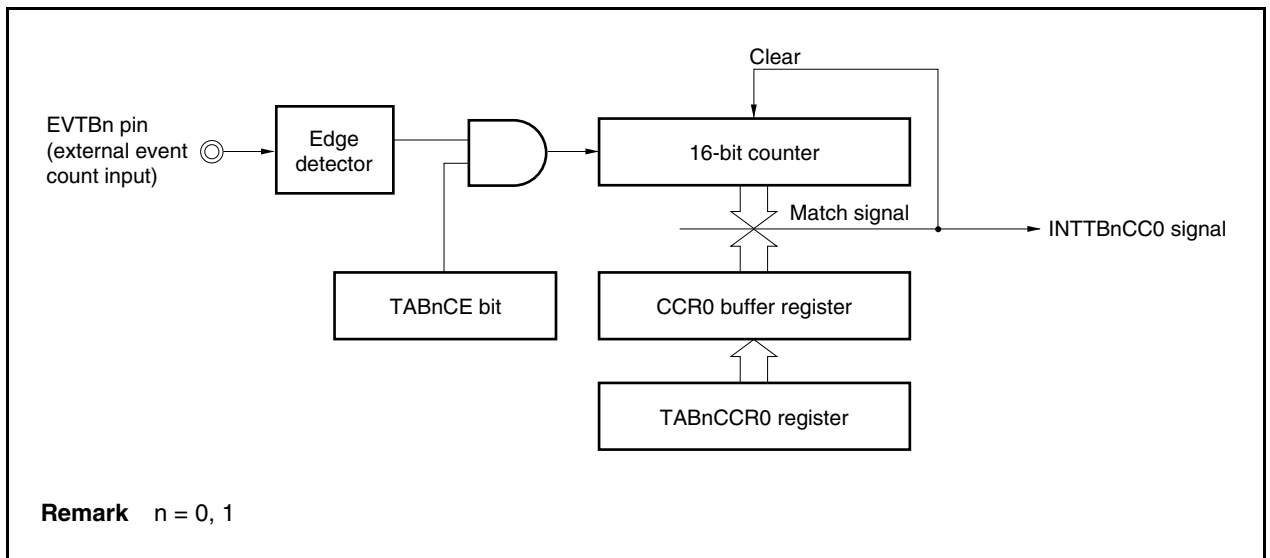 Clear
EVTBn pin
(external event
count input)
Edge
detector
16-bit counter
Match signal
INTTBnCC0 signal
TABnCE bit
CCR0 buffer register
TABnCCR0 register
Remark n = 0, 1